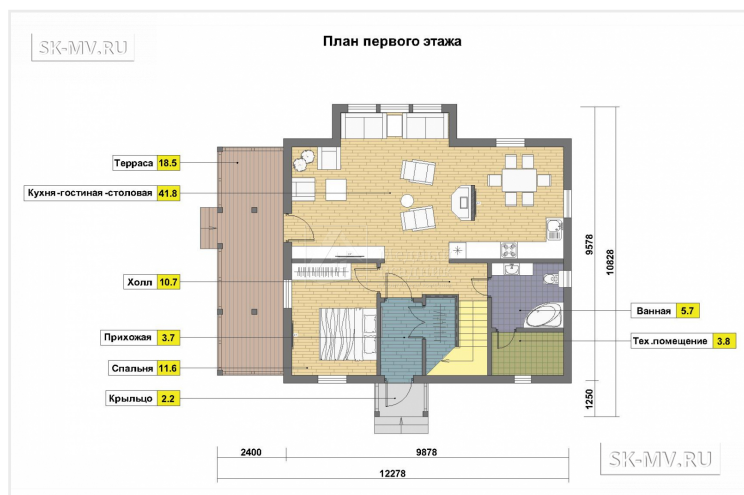 SK-MV.RU
План первого этажа
Терраса 18.5
Кухня-гостиная-столовая 41.8
Холл 10.7
Прихожая 3.7
Спальня 11.6
Крыльцо 2.2
Ванная 5.7
Тех.помещение 3.8
9578
10828
1250
2400
9878
12278
SK-MV.RU